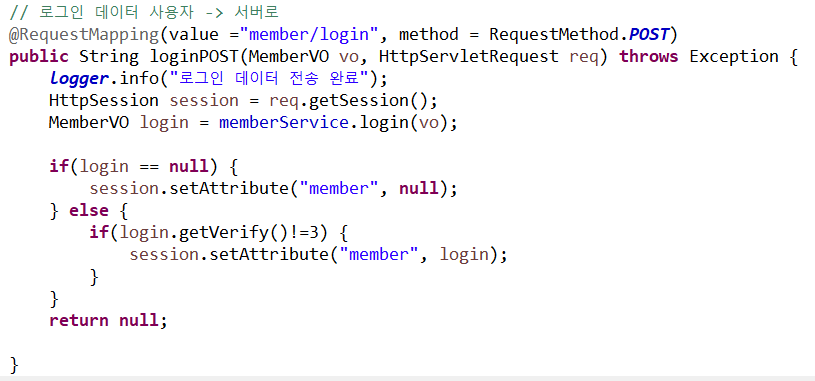 // 로그인 데이터 사용자 -> 서버로
@RequestMapping(value ="member/login", method = RequestMethod.POST)
public String loginPOST(MemberVO vo, HttpServletRequest req) throws Exception {
    logger.info("로그인 데이터 전송 완료");
    HttpSession session = req.getSession();
    MemberVO login = memberService.login(vo);

    if(login == null) {
        session.setAttribute("member", null);
    } else {
        if(login.getVerify()!=3) {
            session.setAttribute("member", login);
        }
    }
    return null;

}